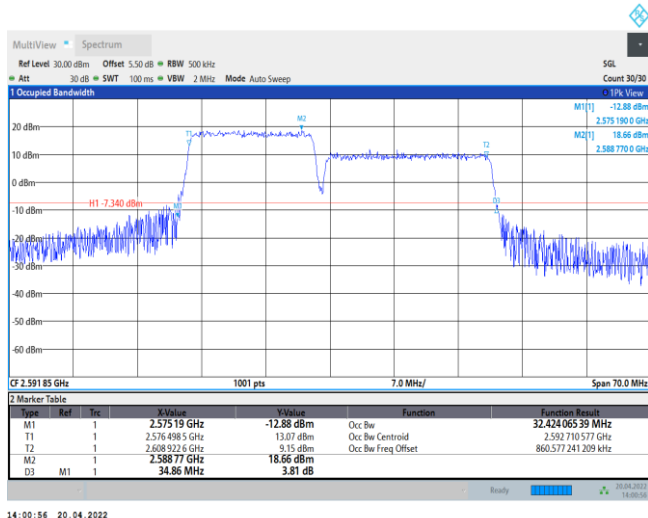 MultiView Spectrum
Ref Level 30.00 dBm Offset 5.50 dB RBW 500 kHz SGL
Att 30 dB SWT 100 ms VBW 2 MHz Mode Auto Sweep Count 30/30
1 Occupied Bandwidth 1Pk View
M1[1] -12.88 dBm
2.575 190 0 GHz
M2[1] 18.66 dBm
2.588 770 0 GHz
M2
20 dBm
T1
T2
10 dBm
0 dBm
H1 -7.340 dBm
M1
D3
-10 dBm
-20 dBm
-30 dBm
-40 dBm
-50 dBm
-60 dBm
CF 2.591 85 GHz 1001 pts 7.0 MHz/ Span 70.0 MHz
2 Marker Table
Type Ref Trc X-Value Y-Value Function Function Result
M1 1 2.575 19 GHz -12.88 dBm Occ Bw 32.424 065 39 MHz
T1 1 2.576 498 5 GHz 13.07 dBm Occ Bw Centroid 2.592 710 577 GHz
T2 1 2.608 922 6 GHz 9.15 dBm Occ Bw Freq Offset 860.577 241 209 kHz
M2 1 2.588 77 GHz 18.66 dBm
D3 M1 1 34.86 MHz 3.81 dB
Ready 20.04.2022
14:00:56
14:00:56 20.04.2022